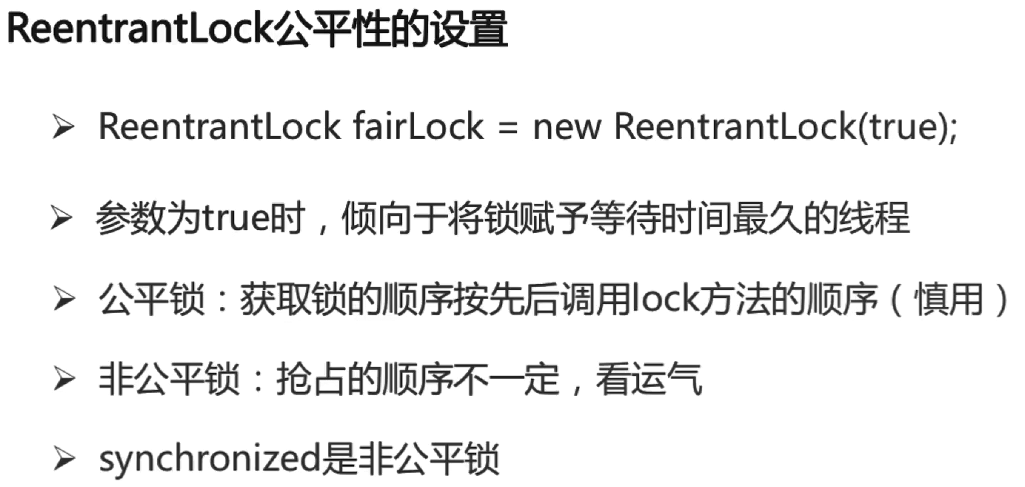 ReentrantLock公平性的设置
➢ ReentrantLock fairLock = new ReentrantLock(true);
➢ 参数为true时，倾向于将锁赋予等待时间最久的线程
➢ 公平锁：获取锁的顺序按先后调用lock方法的顺序（慎用）
➢ 非公平锁：抢占的顺序不一定，看运气
➢ synchronized是非公平锁